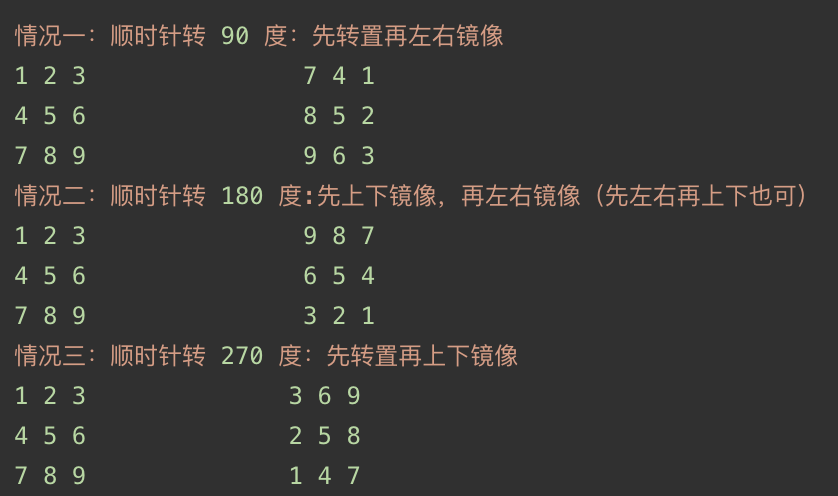 情况一：顺时针转 90 度：先转置再左右镜像
1 2 3                7 4 1
4 5 6                8 5 2
7 8 9                9 6 3
情况二：顺时针转 180 度:先上下镜像，再左右镜像（先左右再上下也可）
1 2 3                9 8 7
4 5 6                6 5 4
7 8 9                3 2 1
情况三：顺时针转 270 度：先转置再上下镜像
1 2 3               3 6 9
4 5 6               2 5 8
7 8 9               1 4 7